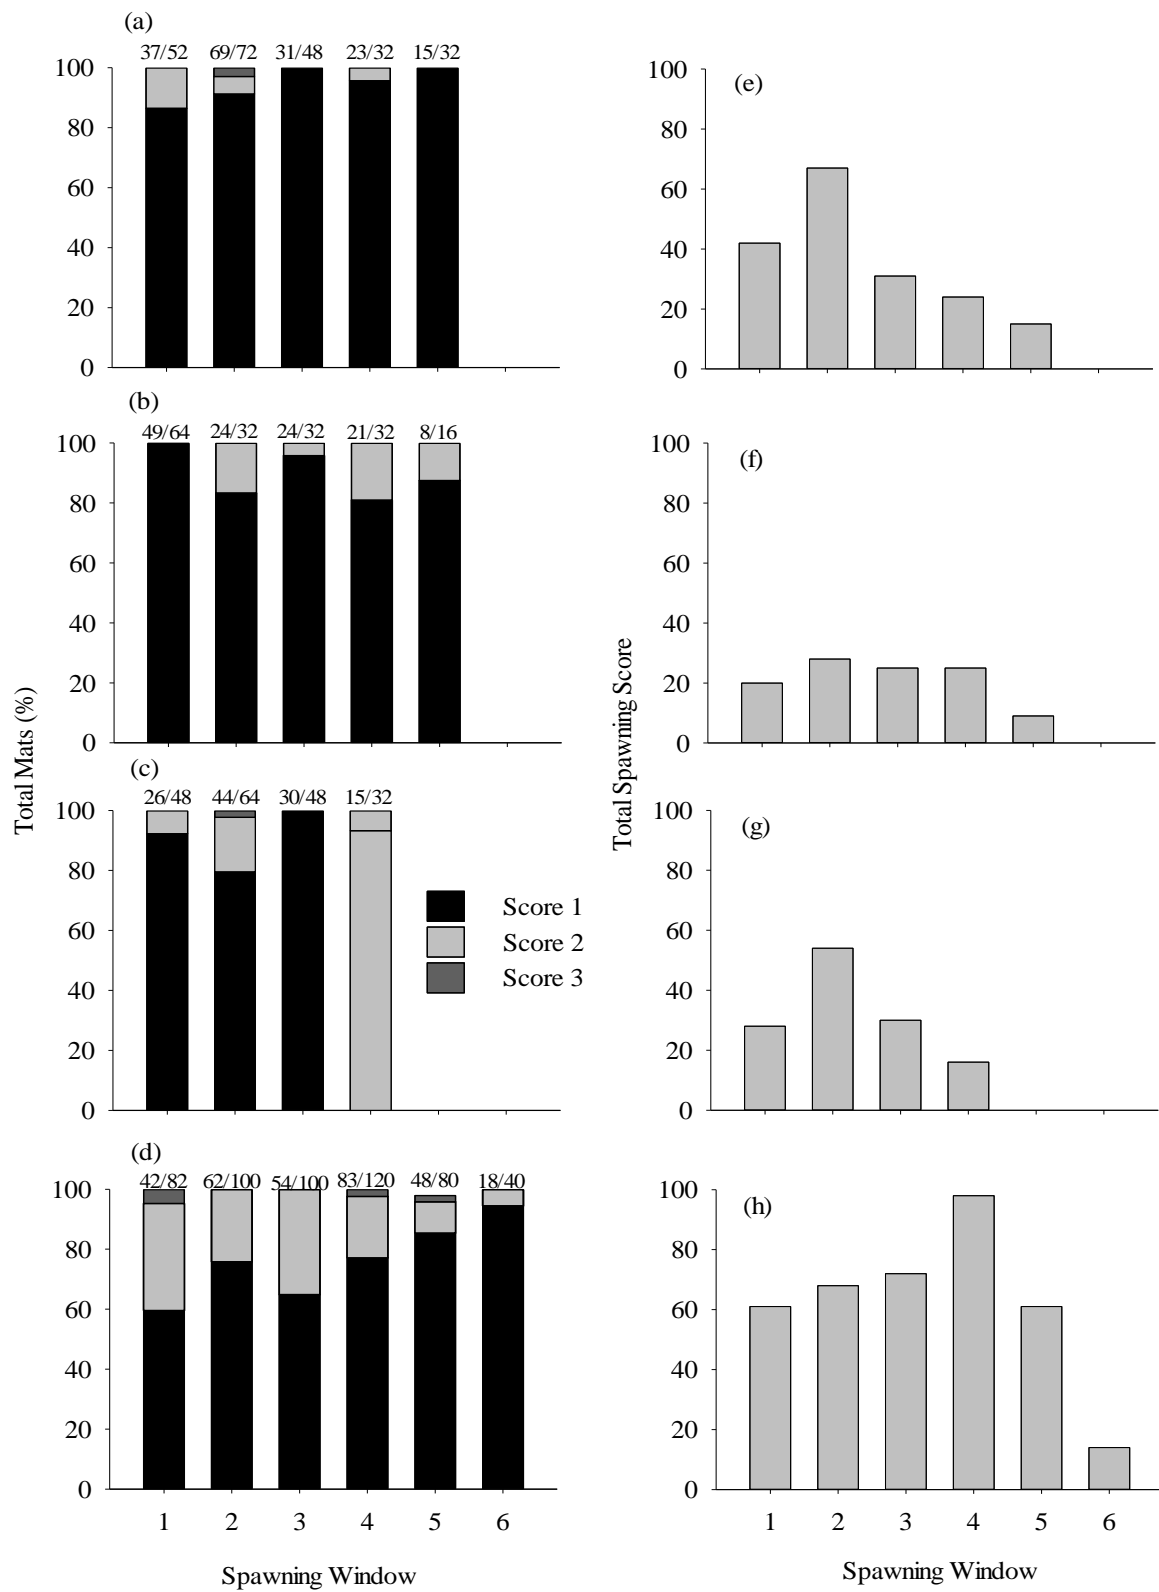 (a)
37/52 69/72 31/48 23/32 15/32
100
80
60
40
20
0
(e)
100
80
60
40
20
0
(b)
49/64 24/32 24/32 21/32 8/16
100
80
60
40
20
0
(f)
100
80
60
40
20
0
Total Mats (%)
Total Spawning Score
(c)
26/48 44/64 30/48 15/32
100
80
60
40
20
0
Score 1
Score 2
Score 3
(g)
100
80
60
40
20
0
(d)
42/82 62/100 54/100 83/120 48/80 18/40
100
80
60
40
20
0
1 2 3 4 5 6
Spawning Window
(h)
100
80
60
40
20
0
1 2 3 4 5 6
Spawning Window